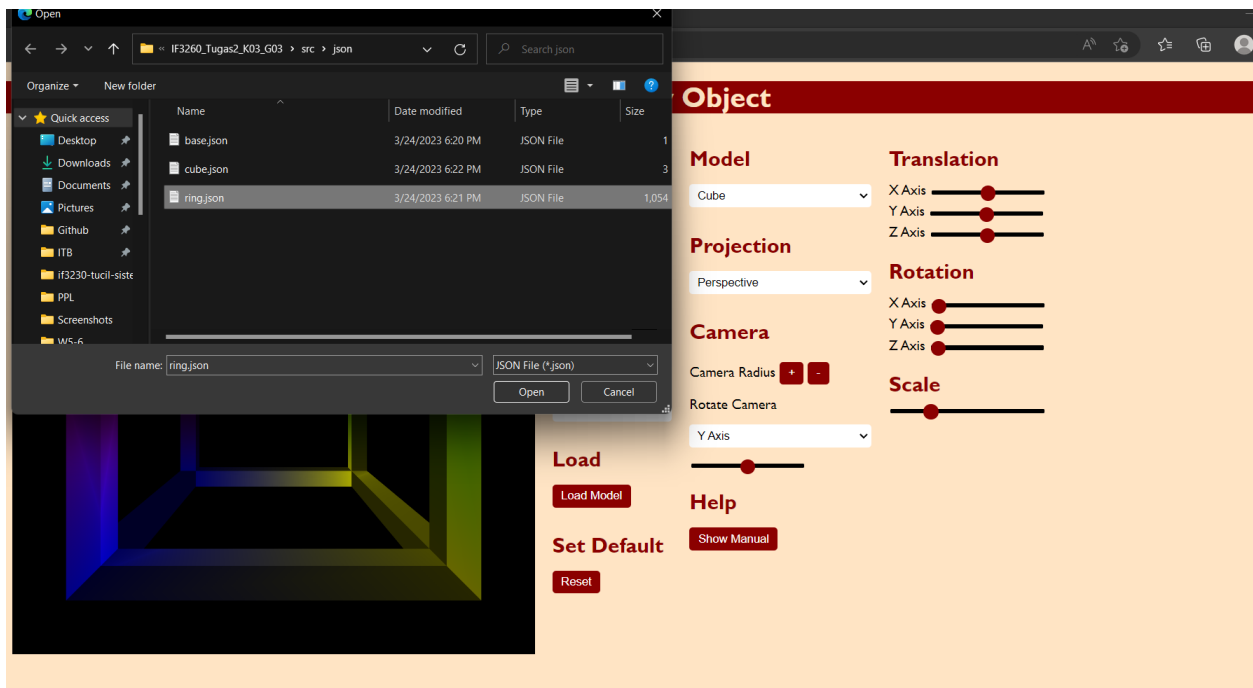 Open
IF3260_Tugas2_K03_G03 › src › json
Search json
Organize
New folder
Name
Date modified
Type
Size
base.json
3/24/2023 6:20 PM
JSON File
1
cube.json
3/24/2023 6:22 PM
JSON File
3
ring.json
3/24/2023 6:21 PM
JSON File
1,054
Quick access
Desktop
Downloads
Documents
Pictures
Github
ITB
if3230-tucil-siste
PPL
Screenshots
W5-6
File name:
ring.json
JSON File (*.json)
Open
Cancel
Object
Load
Load Model
Set Default
Reset
Model
Cube
Projection
Perspective
Camera
Camera Radius + -
Rotate Camera
Y Axis
Help
Show Manual
Translation
X Axis
Y Axis
Z Axis
Rotation
X Axis
Y Axis
Z Axis
Scale